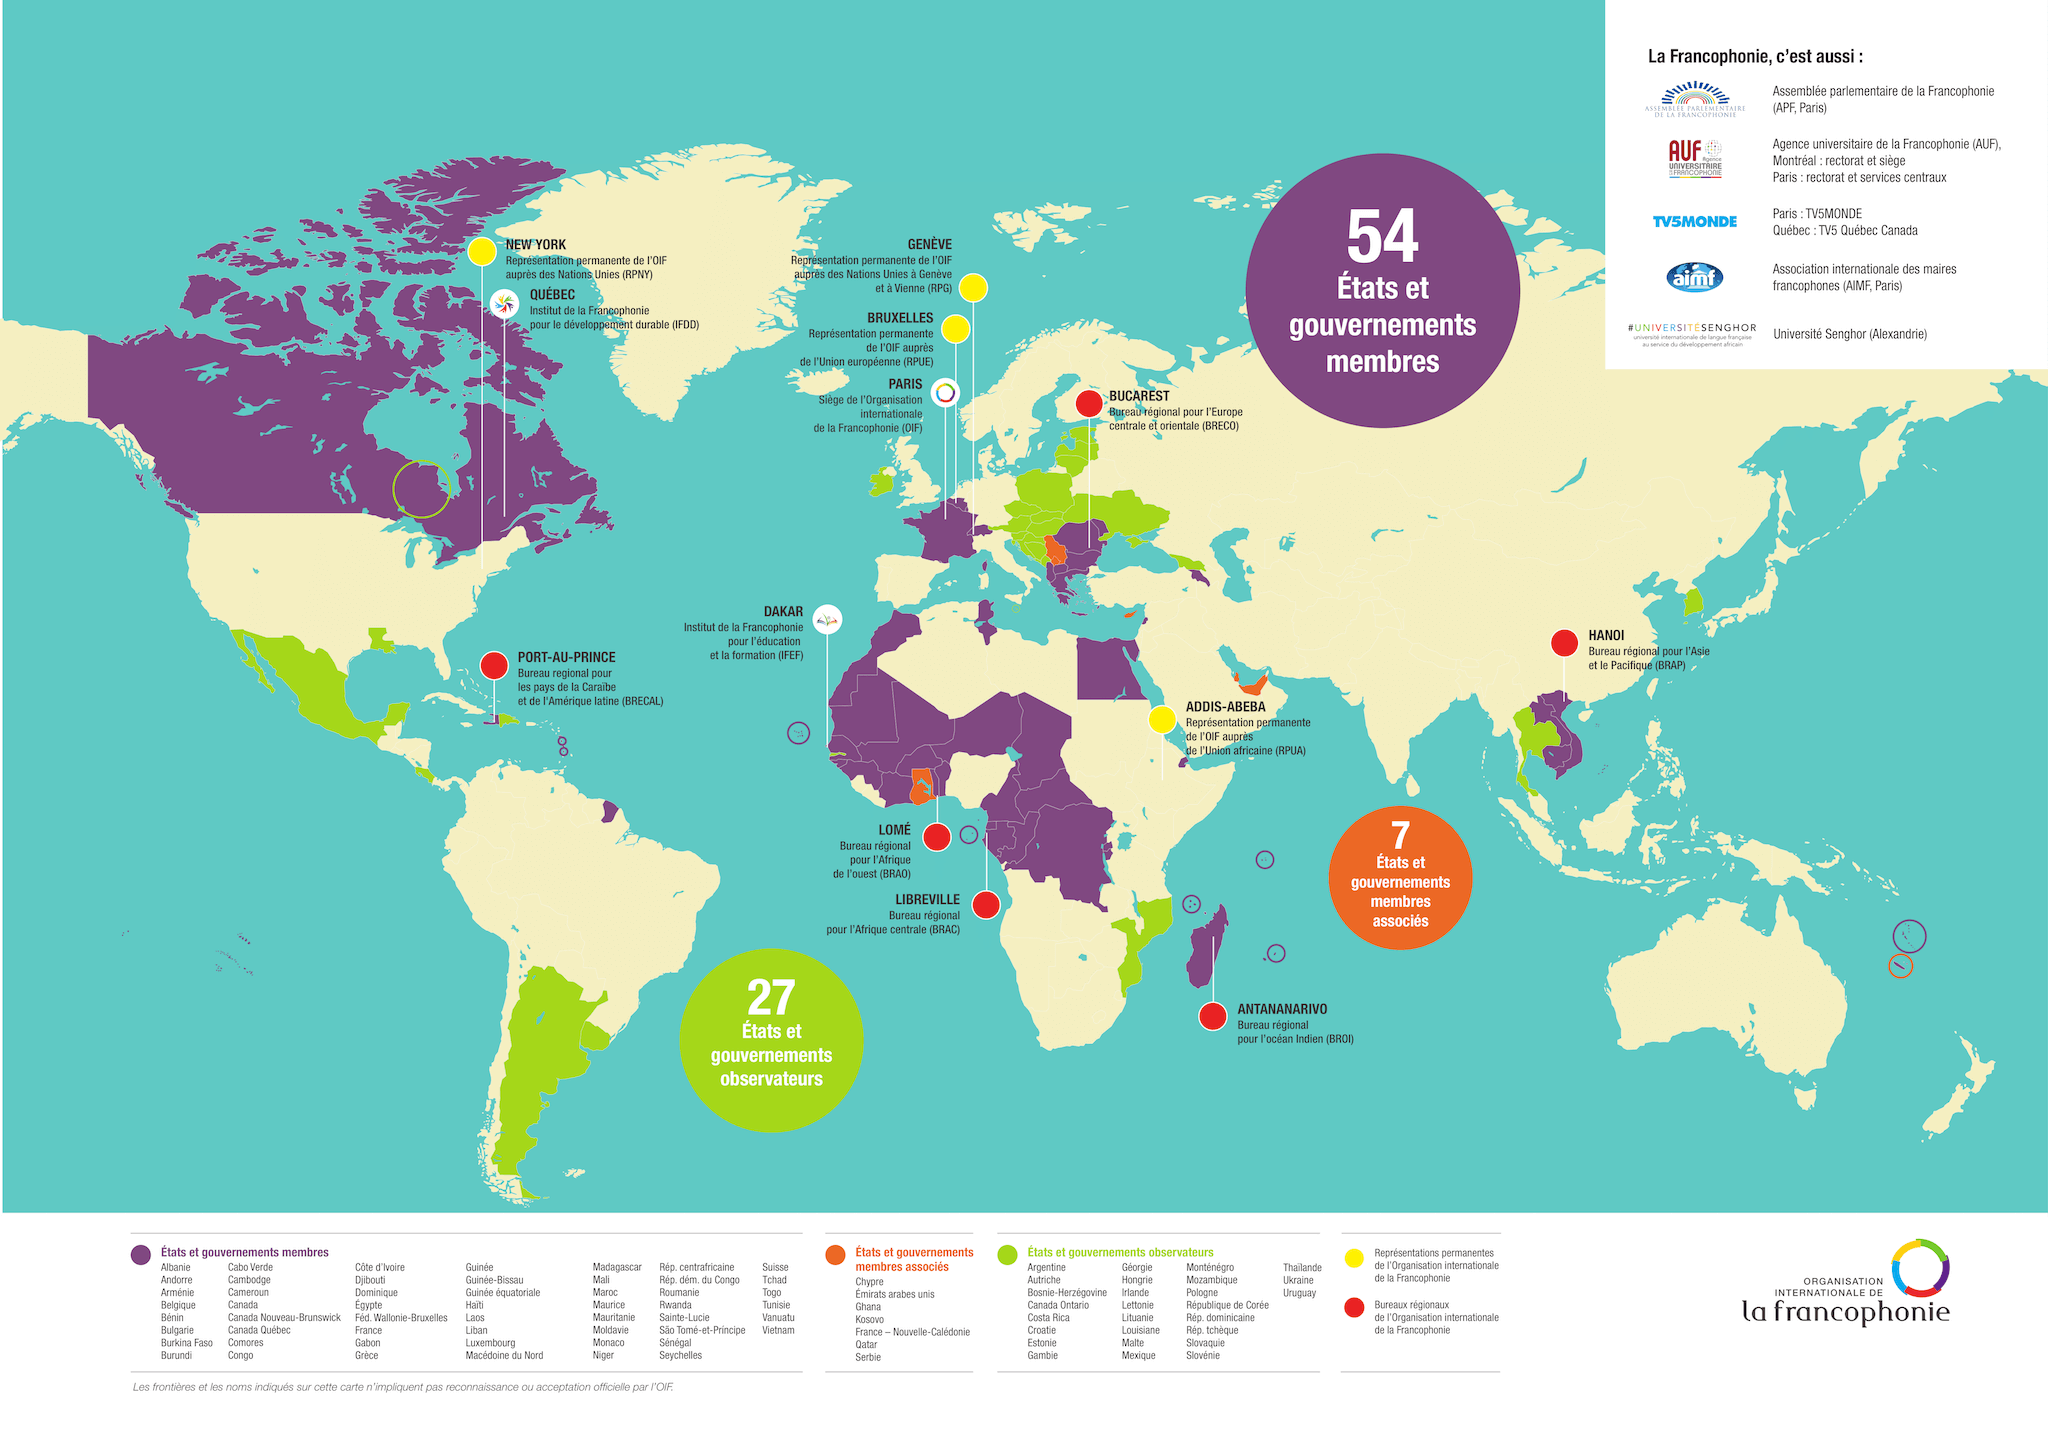 La Francophonie, c'est aussi :
ASSEMBLÉE PARLEMENTAIRE
DE LA FRANCOPHONIE
Assemblée parlementaire de la Francophonie
(APF, Paris)
AUF
Agence
UNIVERSITAIRE
DE LA FRANCOPHONIE
Agence universitaire de la Francophonie (AUF),
Montréal : rectorat et siège
Paris : rectorat et services centraux
TV5MONDE
Paris : TV5MONDE
Québec : TV5 Québec Canada
aimf
Association internationale des maires
francophones (AIMF, Paris)
#UNIVERSITESENGHOR
université internationale de langue française
au service du développement africain
Université Senghor (Alexandrie)
54
États et
gouvernements
membres
NEW YORK
Représentation permanente de l'OIF
auprès des Nations Unies (RPNY)
QUÉBEC
Institut de la Francophonie
pour le développement durable (IFDD)
GENÈVE
Représentation permanente de l'OIF
auprès des Nations Unies à Genève
et à Vienne (RPG)
BRUXELLES
Représentation permanente
de l'OIF auprès
de l'Union européenne (RPUE)
PARIS
Siège de l'Organisation
internationale
de la Francophonie (OIF)
BUCAREST
Bureau régional pour l'Europe
centrale et orientale (BRECO)
DAKAR
Institut de la Francophonie
pour l'éducation
et la formation (IFEF)
PORT-AU-PRINCE
Bureau regional pour
les pays de la Caraïbe
et de l'Amérique latine (BRECAL)
HANOI
Bureau régional pour l'Asie
et le Pacifique (BRAP)
ADDIS-ABEBA
Représentation permanente
de l'OIF auprès
de l'Union africaine (RPUA)
LOMÉ
Bureau régional
pour l'Afrique
de l'ouest (BRAO)
LIBREVILLE
Bureau régional
pour l'Afrique centrale (BRAC)
7
États et
gouvernements
membres
associés
27
États et
gouvernements
observateurs
ANTANANARIVO
Bureau régional
pour l'océan Indien (BROI)
États et gouvernements membres
Albanie
Andorre
Arménie
Belgique
Bénin
Bulgarie
Burkina Faso
Burundi
Cabo Verde
Cambodge
Cameroun
Canada
Canada Nouveau-Brunswick
Canada Québec
Comores
Congo
Côte d'Ivoire
Djibouti
Dominique
Égypte
Féd. Wallonie-Bruxelles
France
Gabon
Grèce
Guinée
Guinée-Bissau
Guinée équatoriale
Haïti
Laos
Liban
Luxembourg
Macédoine du Nord
Madagascar
Mali
Maroc
Maurice
Mauritanie
Moldavie
Monaco
Niger
Rép. centrafricaine
Rép. dém. du Congo
Roumanie
Rwanda
Sainte-Lucie
São Tomé-et-Príncipe
Sénégal
Seychelles
Suisse
Tchad
Togo
Tunisie
Vanuatu
Vietnam
États et gouvernements
membres associés
Chypre
Émirats arabes unis
Ghana
Kosovo
France – Nouvelle-Calédonie
Qatar
Serbie
États et gouvernements observateurs
Argentine
Autriche
Bosnie-Herzégovine
Canada Ontario
Costa Rica
Croatie
Estonie
Gambie
Géorgie
Hongrie
Irlande
Lettonie
Lituanie
Louisiane
Malte
Mexique
Monténégro
Mozambique
Pologne
République de Corée
Rép. dominicaine
Rép. tchèque
Slovaquie
Slovénie
Thaïlande
Ukraine
Uruguay
Représentations permanentes
de l'Organisation internationale
de la Francophonie
Bureaux régionaux
de l'Organisation internationale
de la Francophonie
ORGANISATION
INTERNATIONALE DE
la francophonie
Les frontières et les noms indiqués sur cette carte n'impliquent pas reconnaissance ou acceptation officielle par l'OIF.